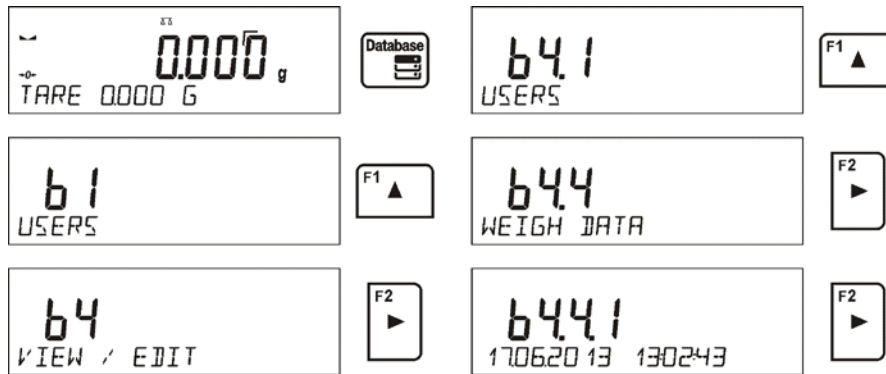 0.000 g
TARE 0.000 G
Database
b1
USERS
F1
b4
VIEW / EDIT
F2
b4.1
USERS
F1
b4.4
WEIGH DATA
F2
b4.4.1
17.06.2013 13:02:43
F2